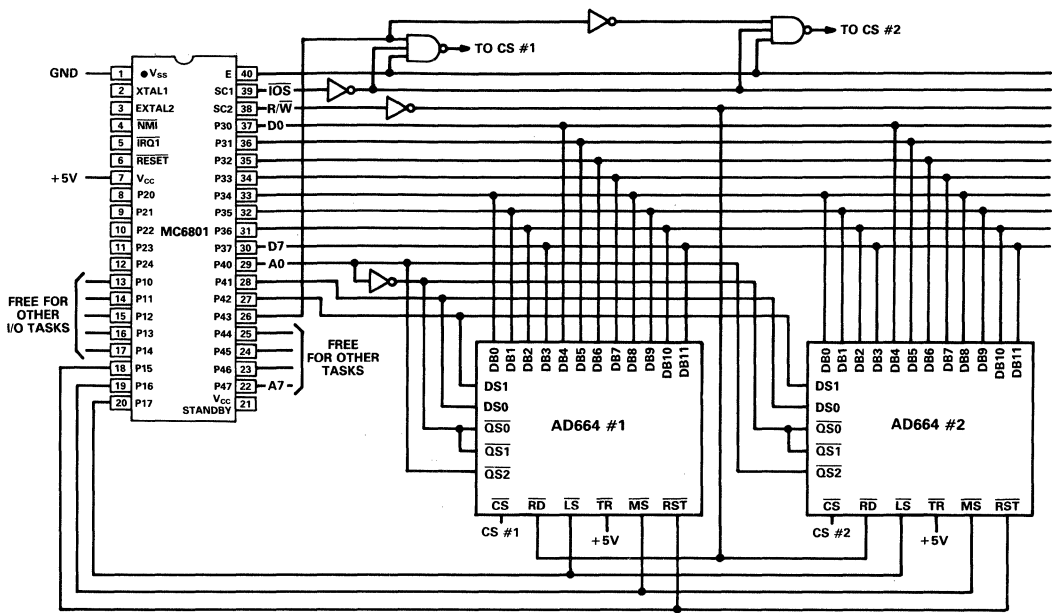 TO CS #1
TO CS #2
GND
1
● VSS
E
40
2
XTAL1
SC1
39
IOS
3
EXTAL2
SC2
38
R/W
4
NMI
P30
37
D0
5
IRQ1
P31
36
6
RESET
P32
35
+5V
7
VCC
P33
34
8
P20
P34
33
9
P21
P35
32
10
P22
MC6801
P36
31
11
P23
P37
30
D7
12
P24
P40
29
A0
13
P10
P41
28
14
P11
P42
27
15
P12
P43
26
16
P13
P44
25
17
P14
P45
24
18
P15
P46
23
19
P16
P47
22
A7
20
P17
VCC
STANDBY
21
FREE FOR
OTHER
I/O TASKS
FREE
FOR OTHER
TASKS
DB0
DB1
DB2
DB3
DB4
DB5
DB6
DB7
DB8
DB9
DB10
DB11
DS1
DS0
QS0
QS1
QS2
AD664 #1
CS
RD
LS
TR
MS
RST
CS #1
+5V
DB0
DB1
DB2
DB3
DB4
DB5
DB6
DB7
DB8
DB9
DB10
DB11
DS1
DS0
QS0
QS1
QS2
AD664 #2
CS
RD
LS
TR
MS
RST
CS #2
+5V